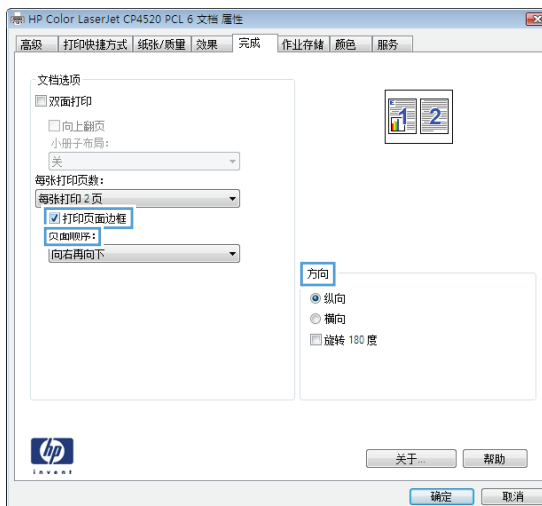 HP Color LaserJet CP4520 PCL 6 文档 属性
高级 打印快捷方式 纸张/质量 效果 完成 作业存储 颜色 服务
文档选项
双面打印
向上翻页
小册子布局:
关
每张打印页数:
每张打印 2 页
打印页面边框
页面顺序:
向右再向下
1 2
方向
纵向
横向
旋转 180 度
hp
invent
关于... 帮助
确定 取消